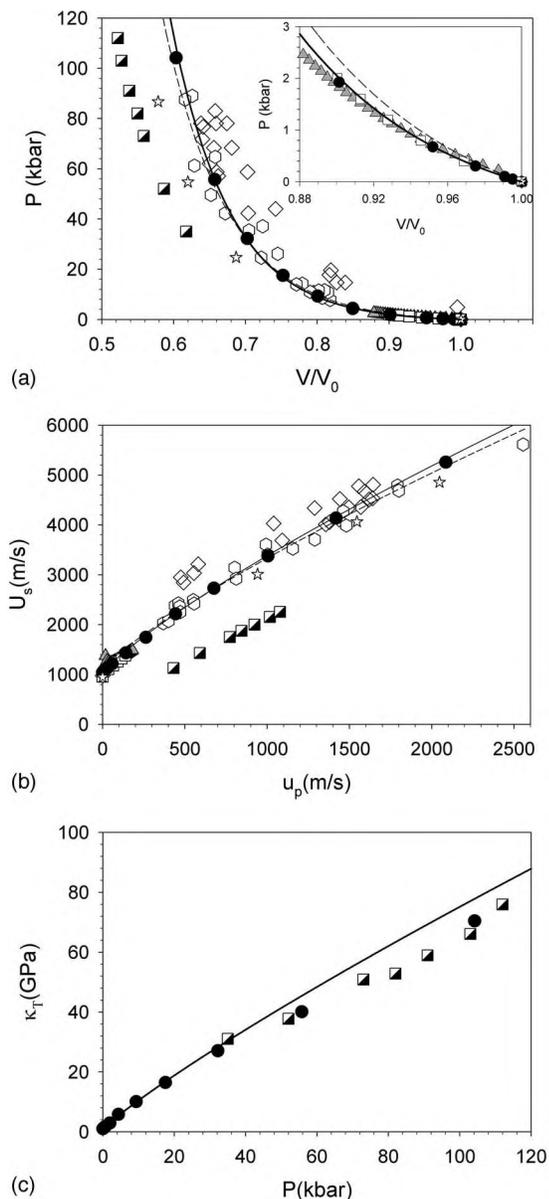 120
100
80
60
40
20
0
P (kbar)
0.5 0.6 0.7 0.8 0.9 1.0
V/V0
3
2
1
0
P (kbar)
0.88 0.92 0.96 1.00
V/V0
(a)
6000
5000
4000
3000
2000
1000
0
Us(m/s)
0 500 1000 1500 2000 2500
up(m/s)
(b)
100
80
60
40
20
0
κT(GPa)
0 20 40 60 80 100 120
P(kbar)
(c)